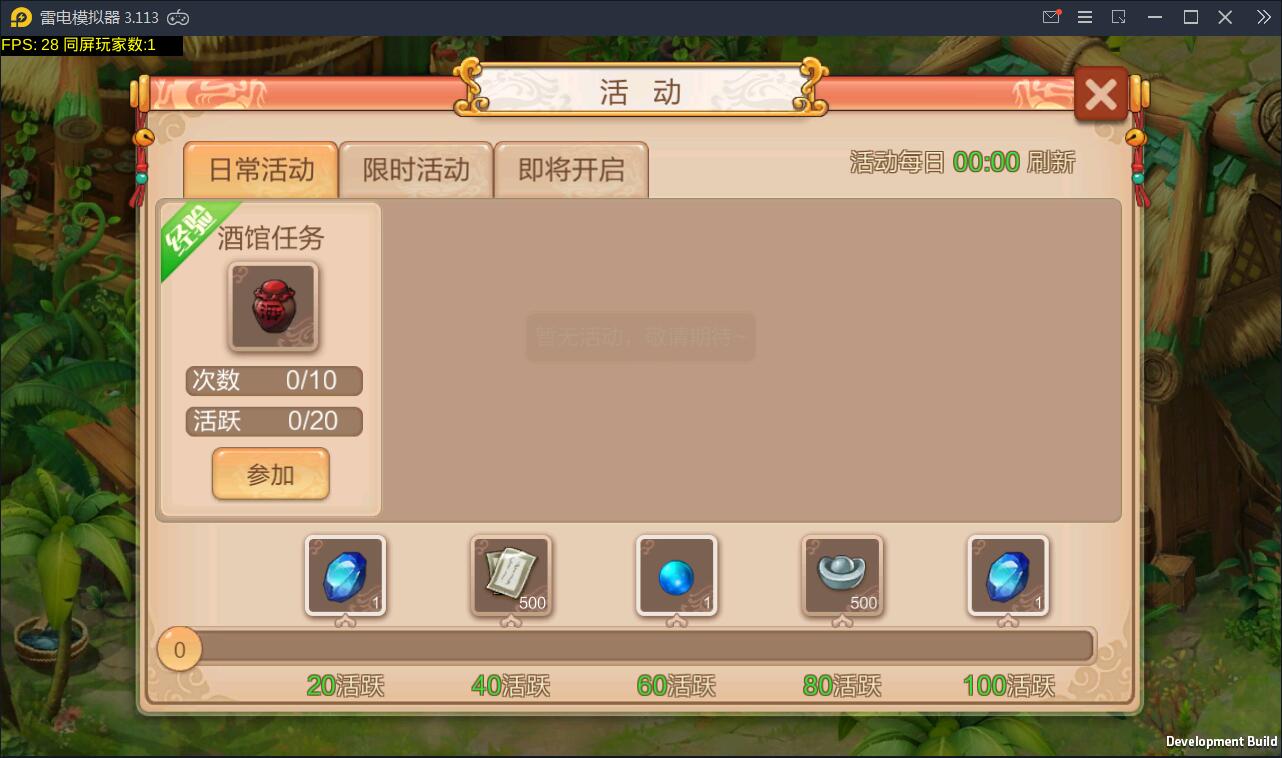 雷电模拟器 3.113
FPS: 28 同屏玩家数:1
活 动
日常活动
限时活动
即将开启
活动每日 00:00 刷新
经验
酒馆任务
酒
次数 0/10
活跃 0/20
参加
暂无活动，敬请期待~
1
500
1
500
1
0
20活跃
40活跃
60活跃
80活跃
100活跃
Development Build